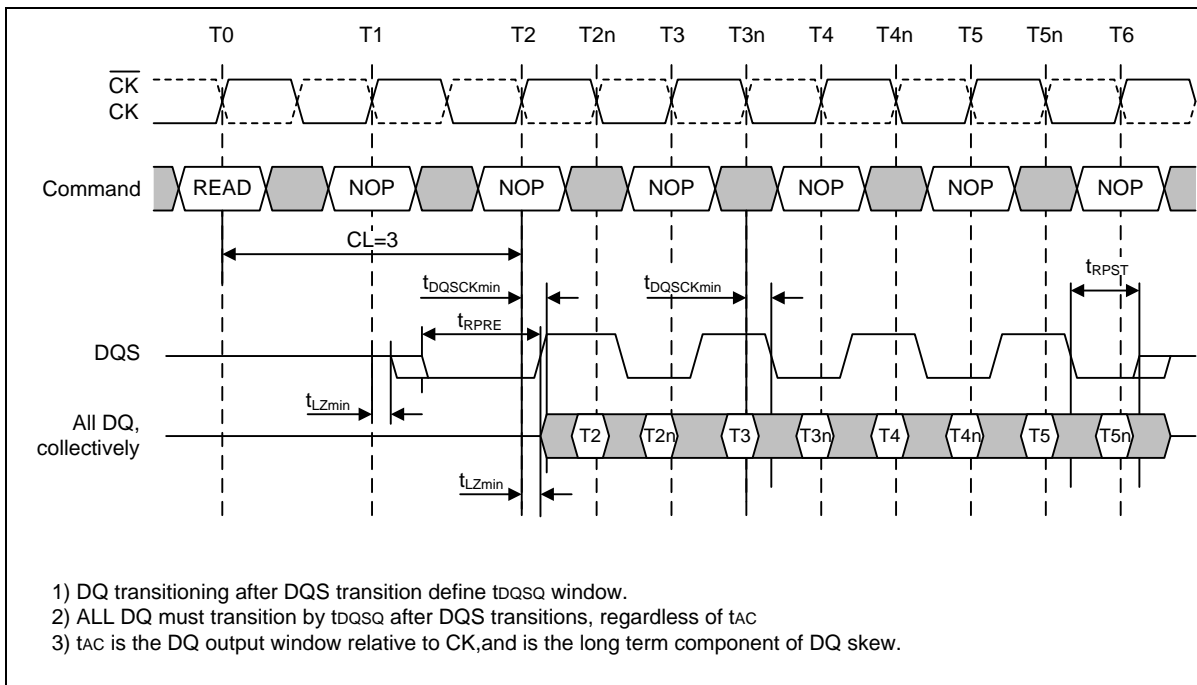 T0 T1 T2 T2n T3 T3n T4 T4n T5 T5n T6
CK
CK
Command READ NOP NOP NOP NOP NOP NOP
CL=3
tDQSCKmin tDQSCKmin tRPST
tRPRE
DQS
tLZmin
All DQ,
collectively
T2 T2n T3 T3n T4 T4n T5 T5n
tLZmin
1) DQ transitioning after DQS transition define tDQSQ window.
2) ALL DQ must transition by tDQSQ after DQS transitions, regardless of tAC
3) tAC is the DQ output window relative to CK,and is the long term component of DQ skew.